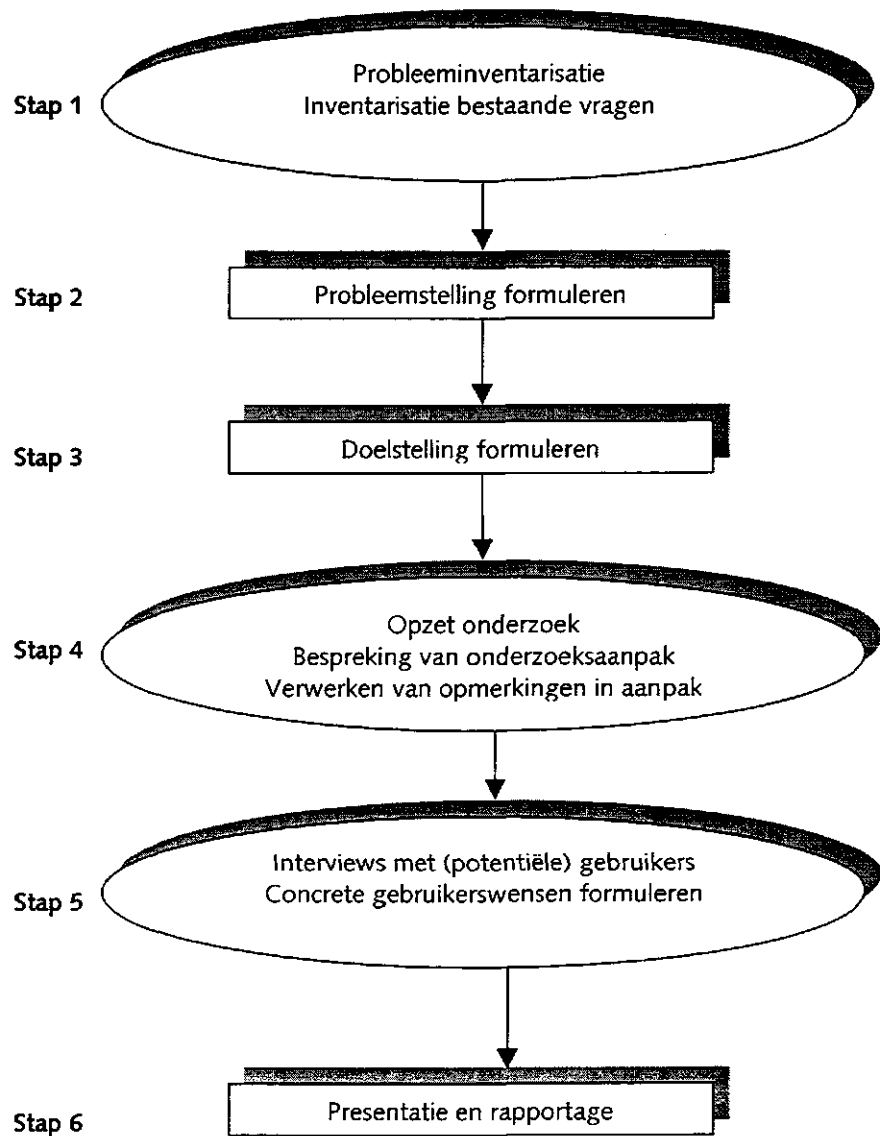 Probleeminventarisatie
Stap 1
Inventarisatie bestaande vragen
Stap 2
Probleemstelling formuleren
Stap 3
Doelstelling formuleren
Opzet onderzoek
Stap 4
Bespreking van onderzoeksaanpak
Verwerken van opmerkingen in aanpak
Interviews met (potentiële) gebruikers
Stap 5
Concrete gebruikerswensen formuleren
Stap 6
Presentatie en rapportage